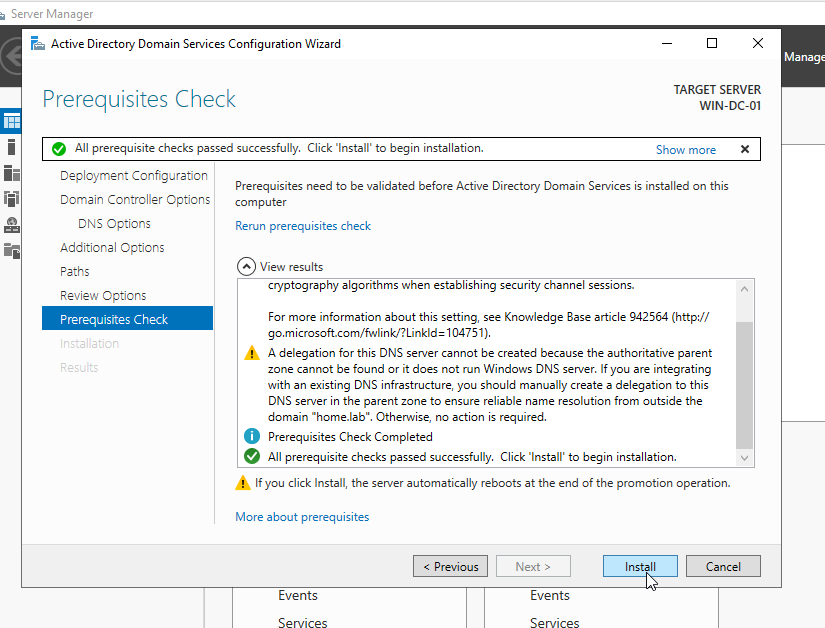 Server Manager
Active Directory Domain Services Configuration Wizard
Manage
Prerequisites Check
TARGET SERVER
WIN-DC-01
All prerequisite checks passed successfully.  Click 'Install' to begin installation.
Show more
Deployment Configuration
Domain Controller Options
DNS Options
Additional Options
Paths
Review Options
Prerequisites Check
Installation
Results
Prerequisites need to be validated before Active Directory Domain Services is installed on this
computer
Rerun prerequisites check
View results
cryptography algorithms when establishing security channel sessions.
For more information about this setting, see Knowledge Base article 942564 (http://
go.microsoft.com/fwlink/?LinkId=104751).
A delegation for this DNS server cannot be created because the authoritative parent
zone cannot be found or it does not run Windows DNS server. If you are integrating
with an existing DNS infrastructure, you should manually create a delegation to this
DNS server in the parent zone to ensure reliable name resolution from outside the
domain "home.lab". Otherwise, no action is required.
Prerequisites Check Completed
All prerequisite checks passed successfully.  Click 'Install' to begin installation.
If you click Install, the server automatically reboots at the end of the promotion operation.
More about prerequisites
< Previous
Next >
Install
Cancel
Events
Events
Services
Services